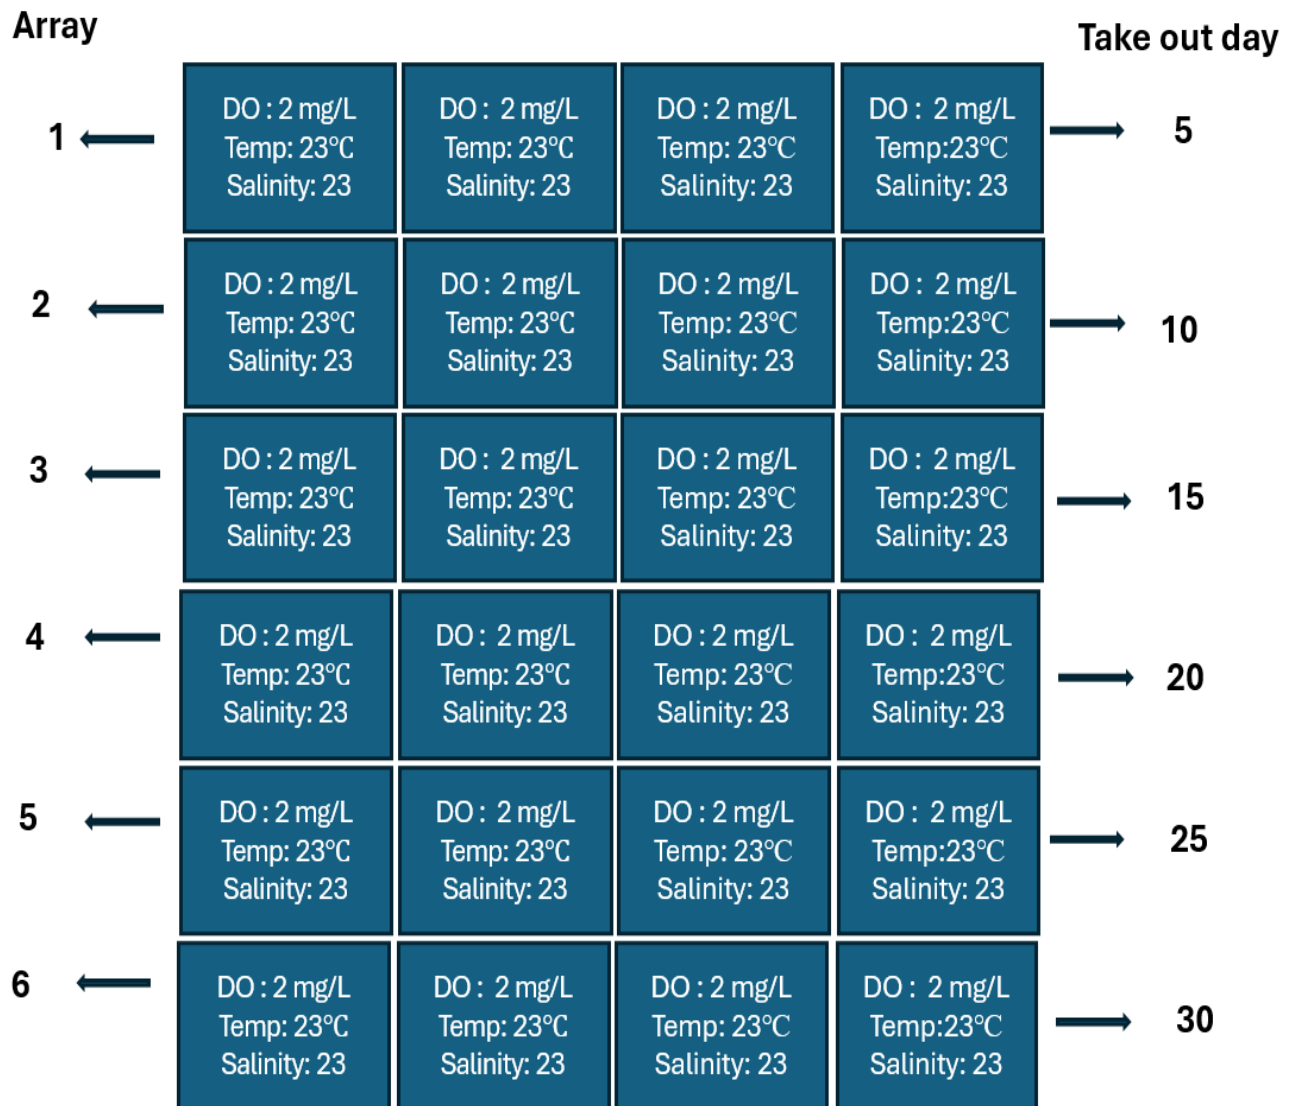 Array
Take out day
1
DO : 2 mg/L
Temp: 23℃
Salinity: 23
DO :  2 mg/L
Temp: 23℃
Salinity: 23
DO :  2 mg/L
Temp: 23℃
Salinity: 23
DO :  2 mg/L
Temp:23℃
Salinity: 23
5
2
DO : 2 mg/L
Temp: 23℃
Salinity: 23
DO :  2 mg/L
Temp: 23℃
Salinity: 23
DO :  2 mg/L
Temp: 23℃
Salinity: 23
DO :  2 mg/L
Temp:23℃
Salinity: 23
10
3
DO : 2 mg/L
Temp: 23℃
Salinity: 23
DO :  2 mg/L
Temp: 23℃
Salinity: 23
DO :  2 mg/L
Temp: 23℃
Salinity: 23
DO :  2 mg/L
Temp:23℃
Salinity: 23
15
4
DO : 2 mg/L
Temp: 23℃
Salinity: 23
DO :  2 mg/L
Temp: 23℃
Salinity: 23
DO :  2 mg/L
Temp: 23℃
Salinity: 23
DO :  2 mg/L
Temp:23℃
Salinity: 23
20
5
DO : 2 mg/L
Temp: 23℃
Salinity: 23
DO :  2 mg/L
Temp: 23℃
Salinity: 23
DO :  2 mg/L
Temp: 23℃
Salinity: 23
DO :  2 mg/L
Temp:23℃
Salinity: 23
25
6
DO : 2 mg/L
Temp: 23℃
Salinity: 23
DO :  2 mg/L
Temp: 23℃
Salinity: 23
DO :  2 mg/L
Temp: 23℃
Salinity: 23
DO :  2 mg/L
Temp:23℃
Salinity: 23
30